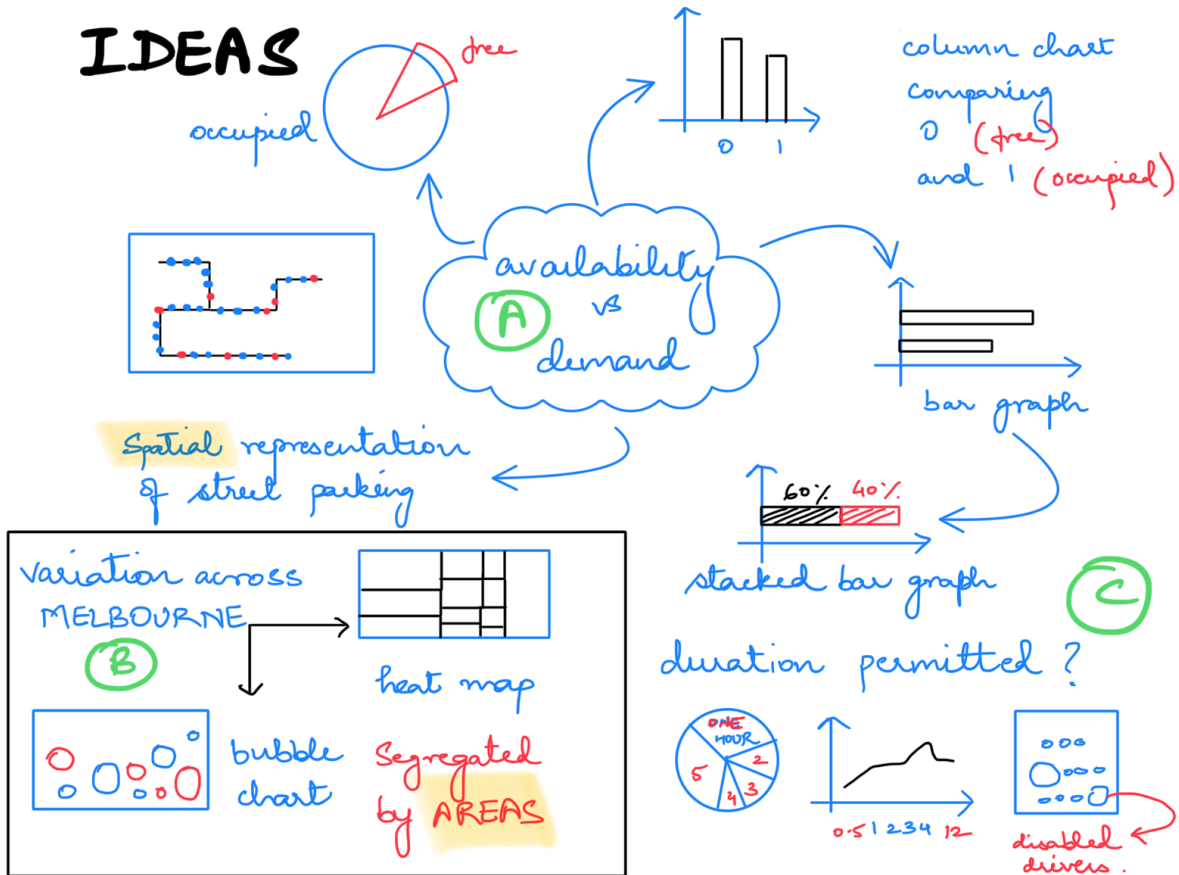 IDEAS
free
occupied
0 1
column chart
comparing
0 (free)
and 1 (occupied)
availability
A
vs
demand
bar graph
Spatial representation
of street parking
60% 40%
stacked bar graph
C
variation across
MELBOURNE
B
heat map
bubble
chart
Segregated
by AREAS
duration permitted ?
ONE
HOUR
2
3
4
5
0.5 1 2 3 4 12
disabled
drivers.